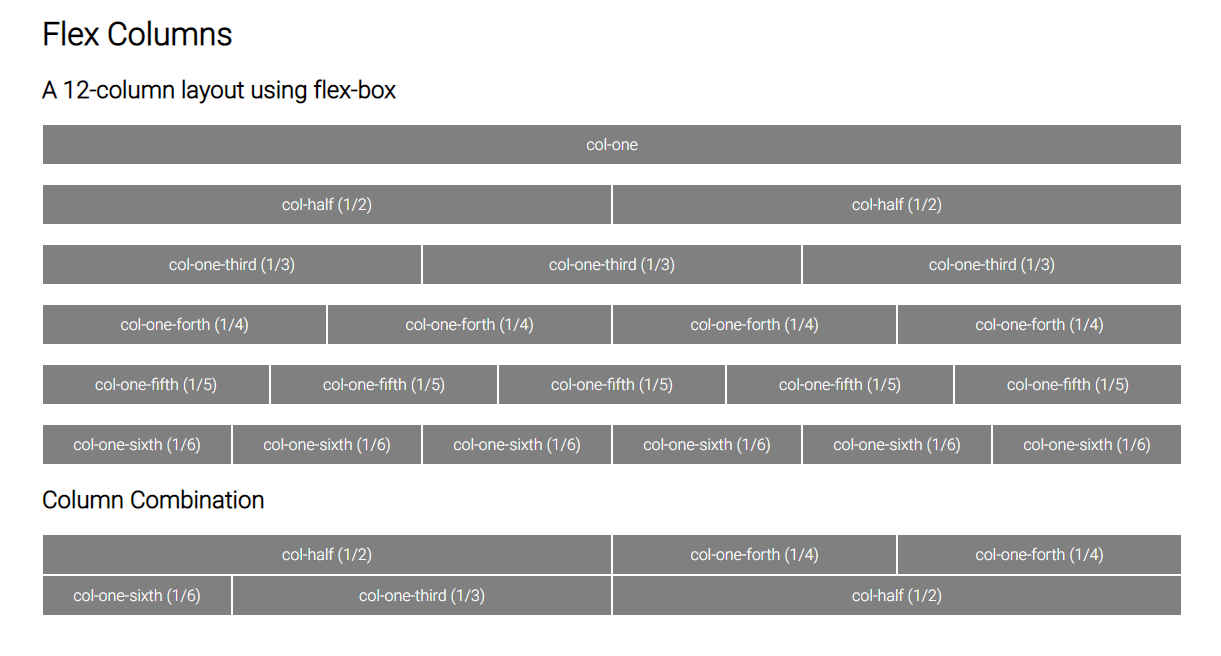 Flex Columns
A 12-column layout using flex-box
col-one
col-half (1/2) col-half (1/2)
col-one-third (1/3) col-one-third (1/3) col-one-third (1/3)
col-one-forth (1/4) col-one-forth (1/4) col-one-forth (1/4) col-one-forth (1/4)
col-one-fifth (1/5) col-one-fifth (1/5) col-one-fifth (1/5) col-one-fifth (1/5) col-one-fifth (1/5)
col-one-sixth (1/6) col-one-sixth (1/6) col-one-sixth (1/6) col-one-sixth (1/6) col-one-sixth (1/6) col-one-sixth (1/6)
Column Combination
col-half (1/2) col-one-forth (1/4) col-one-forth (1/4)
col-one-sixth (1/6) col-one-third (1/3) col-half (1/2)